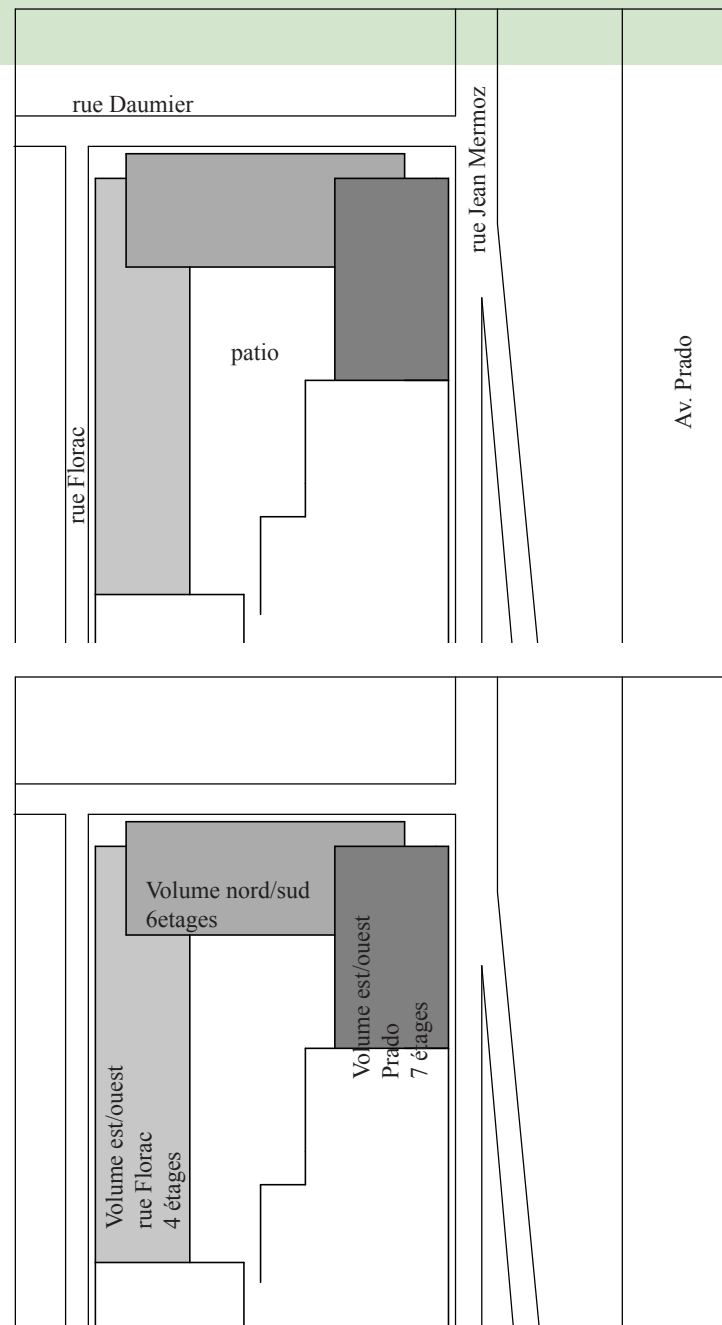 rue Daumier
rue Jean Mermoz
patio
Av. Prado
rue Florac
Volume nord/sud
6etages
Volume est/ouest
Prado
7 étages
Volume est/ouest
rue Florac
4 étages